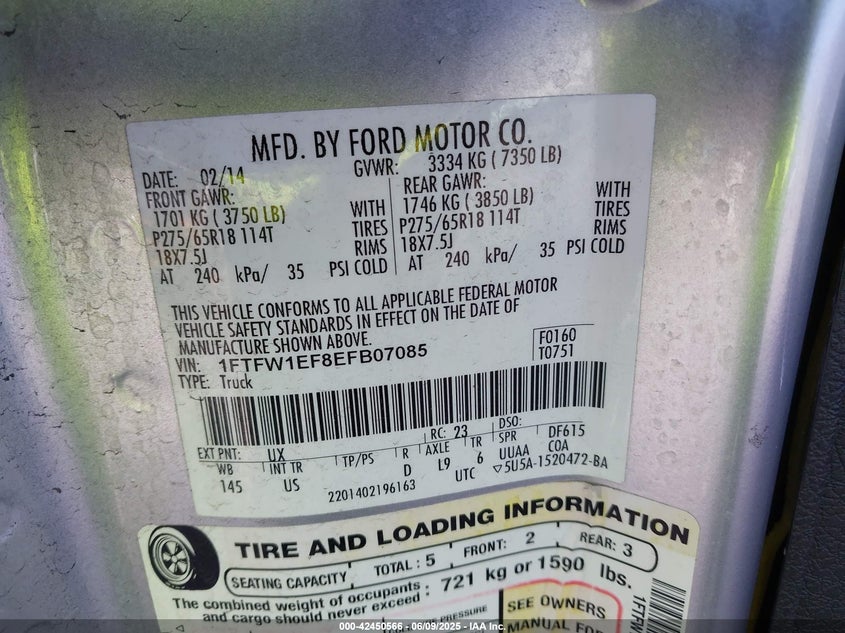 MFD. BY FORD MOTOR CO.
DATE: 02/14 GVWR: 3334 KG ( 7350 LB)
FRONT GAWR: REAR GAWR:
1701 KG ( 3750 LB) WITH 1746 KG ( 3850 LB) WITH
P275/65R18 114T TIRES P275/65R18 114T TIRES
18X7.5J RIMS 18X7.5J RIMS
AT 240 kPa/ 35 PSI COLD AT 240 kPa/ 35 PSI COLD
THIS VEHICLE CONFORMS TO ALL APPLICABLE FEDERAL MOTOR
VEHICLE SAFETY STANDARDS IN EFFECT ON THE DATE OF
MANUFACTURE SHOWN ABOVE.
VIN: 1FTFW1EF8EFB07085 F0160
TYPE: Truck T0751
EXT PNT: UX RC: 23 DSO:
WB INT TR TP/PS R AXLE TR SPR DF615
145 US D L9 6 UUAA COA
2201402196163 UTC ▽5U5A-1520472-BA
TIRE AND LOADING INFORMATION
SEATING CAPACITY TOTAL : 5 FRONT: 2 REAR: 3
The combined weight of occupants and cargo should never exceed : 721 kg or 1590 lbs.
PRESSURE SEE OWNERS
MANUAL FOR
1FTFW
000-42450566 - 06/09/2025 - IAA Inc.